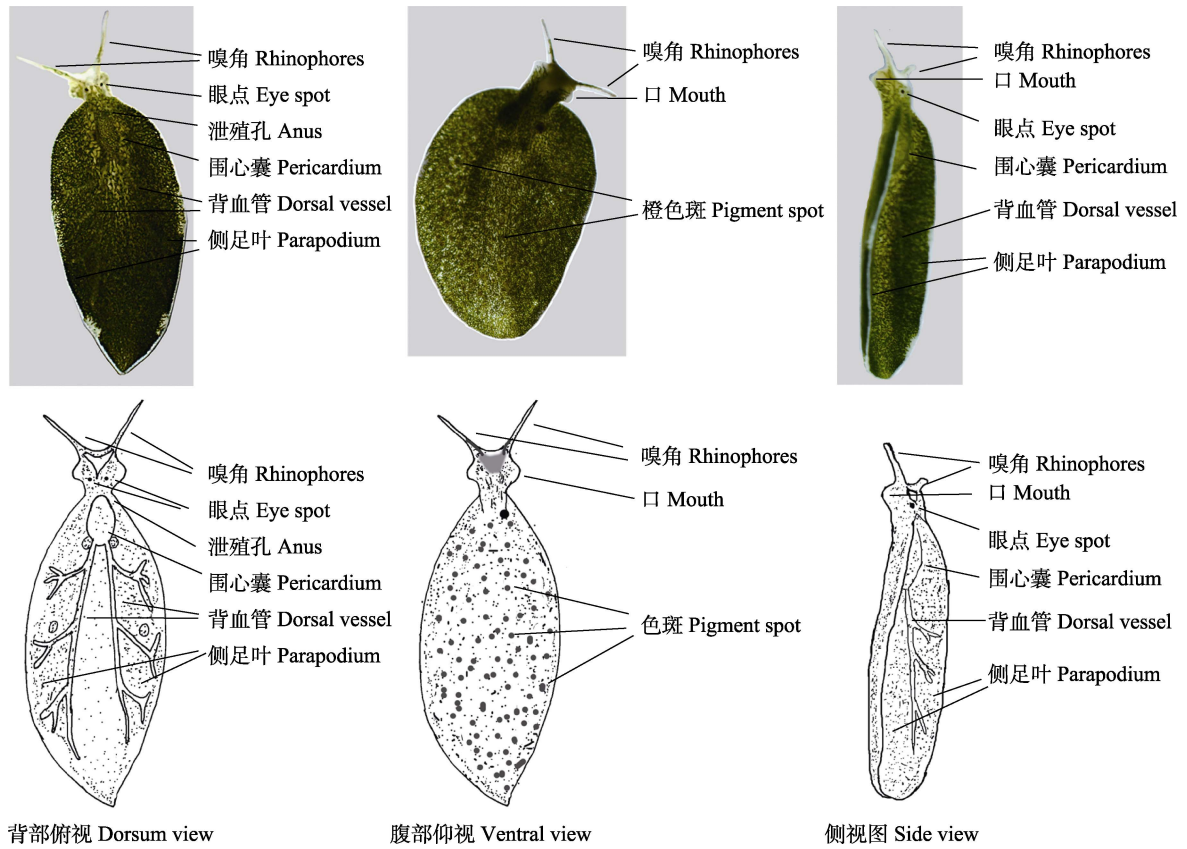 嗅角 Rhinophores
眼点 Eye spot
泄殖孔 Anus
围心囊 Pericardium
背血管 Dorsal vessel
侧足叶 Parapodium
嗅角 Rhinophores
口 Mouth
橙色斑 Pigment spot
嗅角 Rhinophores
口 Mouth
眼点 Eye spot
围心囊 Pericardium
背血管 Dorsal vessel
侧足叶 Parapodium
嗅角 Rhinophores
眼点 Eye spot
泄殖孔 Anus
围心囊 Pericardium
背血管 Dorsal vessel
侧足叶 Parapodium
背部俯视 Dorsum view
嗅角 Rhinophores
口 Mouth
色斑 Pigment spot
腹部仰视 Ventral view
嗅角 Rhinophores
口 Mouth
眼点 Eye spot
围心囊 Pericardium
背血管 Dorsal vessel
侧足叶 Parapodium
侧视图 Side view